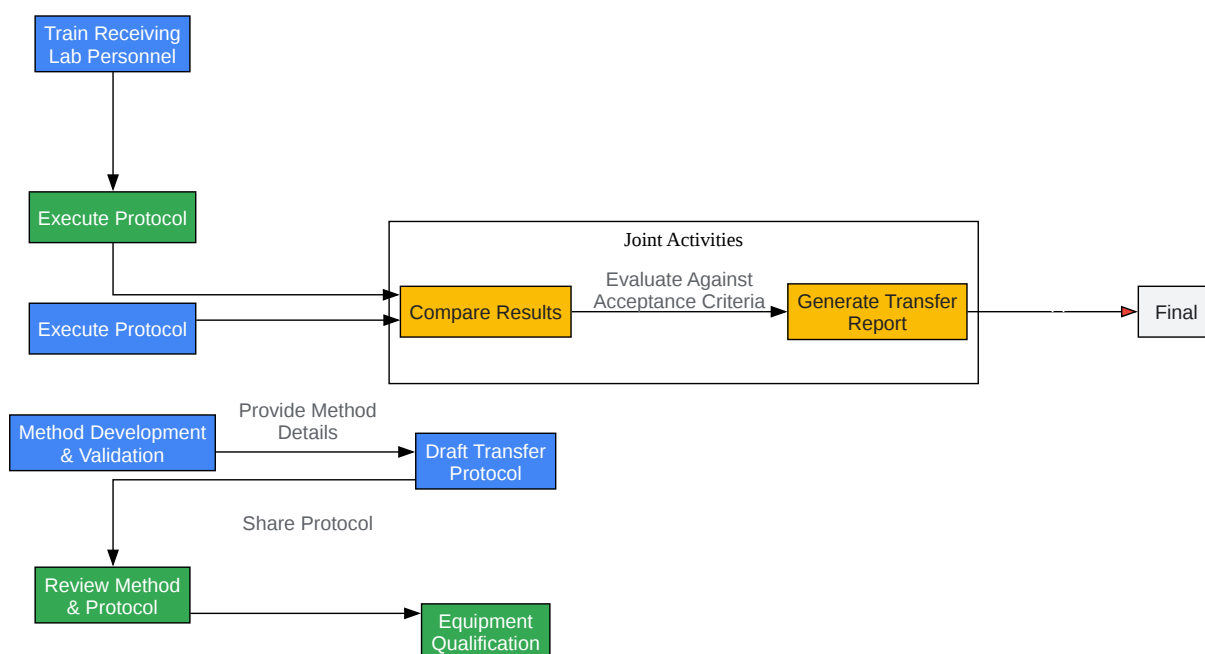 Train Receiving
Lab Personnel
Execute Protocol
Joint Activities
Evaluate Against
Acceptance Criteria
Compare Results
Generate Transfer
Report
Final
Execute Protocol
Provide Method
Details
Method Development
& Validation
Draft Transfer
Protocol
Share Protocol
Review Method
& Protocol
Equipment
Qualification